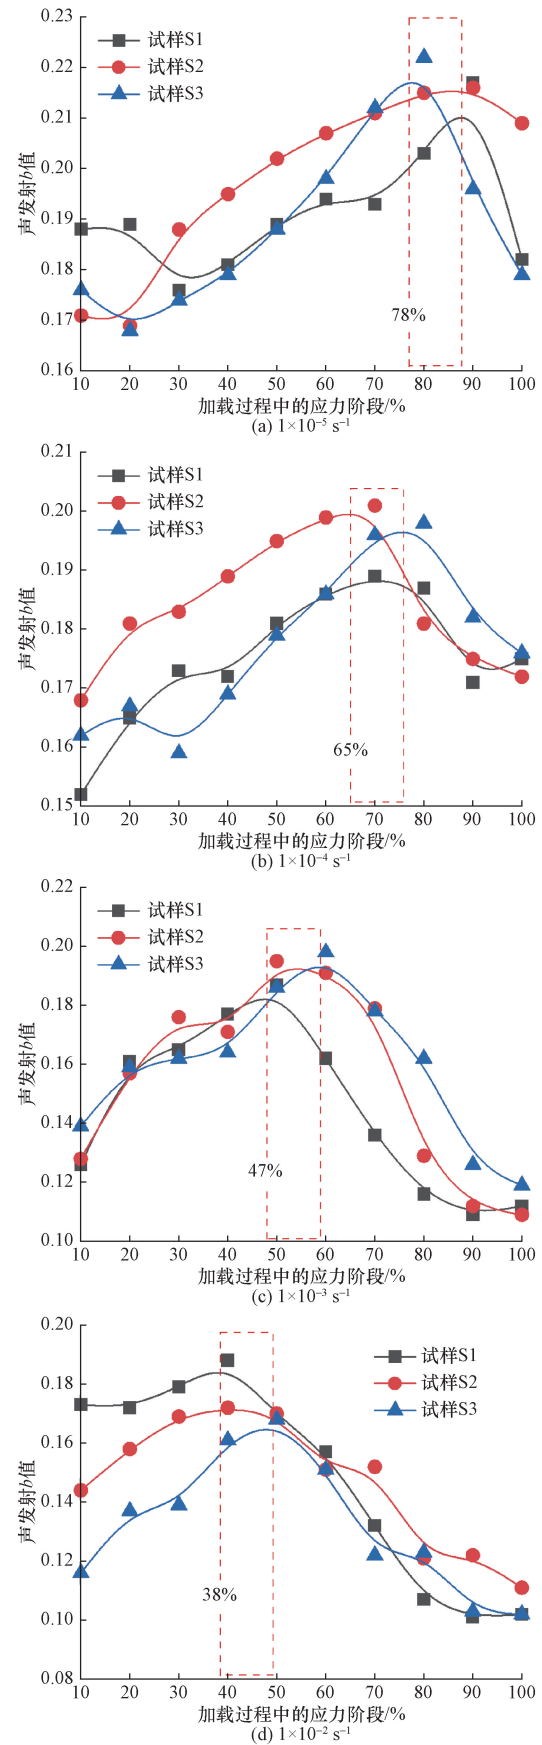 0.23
0.22
0.21
0.20
0.19
0.18
0.17
0.16
声发射b值
试样S1
试样S2
试样S3
78%
10 20 30 40 50 60 70 80 90 100
加载过程中的应力阶段/%
(a) 1×10⁻⁵ s⁻¹
0.21
0.20
0.19
0.18
0.17
0.16
0.15
声发射b值
试样S1
试样S2
试样S3
65%
10 20 30 40 50 60 70 80 90 100
加载过程中的应力阶段/%
(b) 1×10⁻⁴ s⁻¹
0.22
0.20
0.18
0.16
0.14
0.12
0.10
声发射b值
试样S1
试样S2
试样S3
47%
10 20 30 40 50 60 70 80 90 100
加载过程中的应力阶段/%
(c) 1×10⁻³ s⁻¹
0.20
0.18
0.16
0.14
0.12
0.10
0.08
声发射b值
试样S1
试样S2
试样S3
38%
10 20 30 40 50 60 70 80 90 100
加载过程中的应力阶段/%
(d) 1×10⁻² s⁻¹